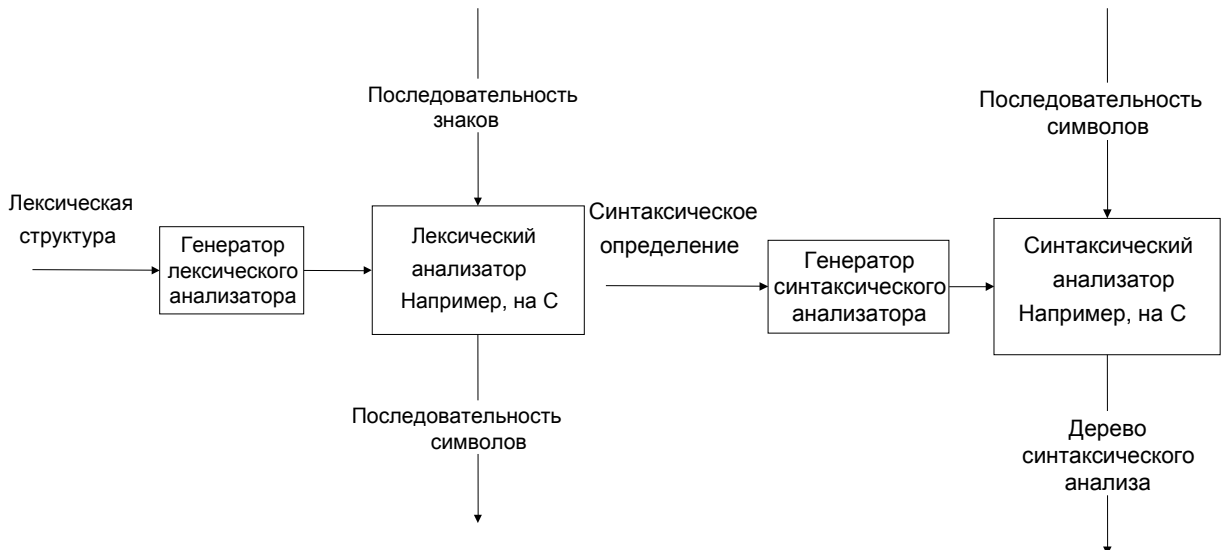 Последовательность
знаков
Лексическая
структура
Генератор
лексического
анализатора
Лексический
анализатор
Например, на С
Последовательность
символов
Последовательность
символов
Синтаксическое
определение
Генератор
синтаксического
анализатора
Синтаксический
анализатор
Например, на С
Дерево
синтаксического
анализа